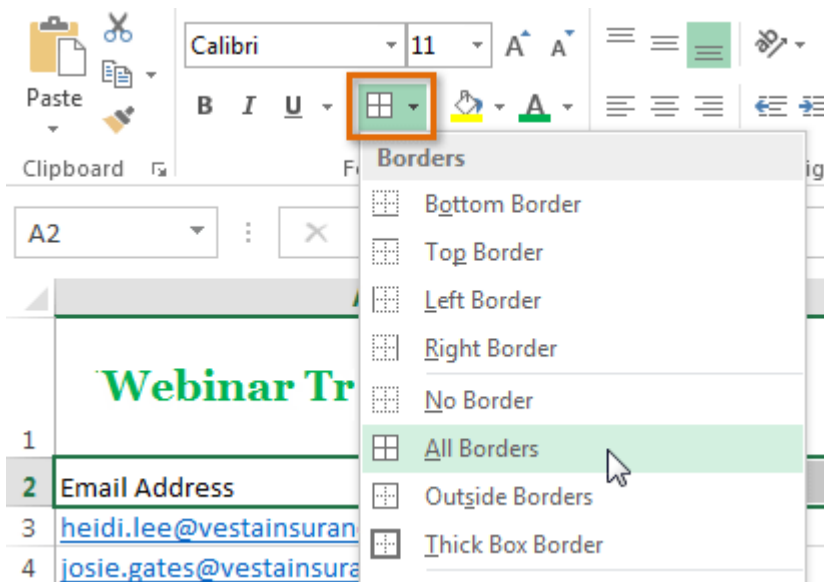 Calibri 11 A A
Paste B I U A
Clipboard
Borders
A2
Bottom Border
Top Border
Left Border
Right Border
No Border
All Borders
Outside Borders
Thick Box Border
Webinar Tr
1
2 Email Address
3 heidi.lee@vestainsuran
4 josie.gates@vestainsura